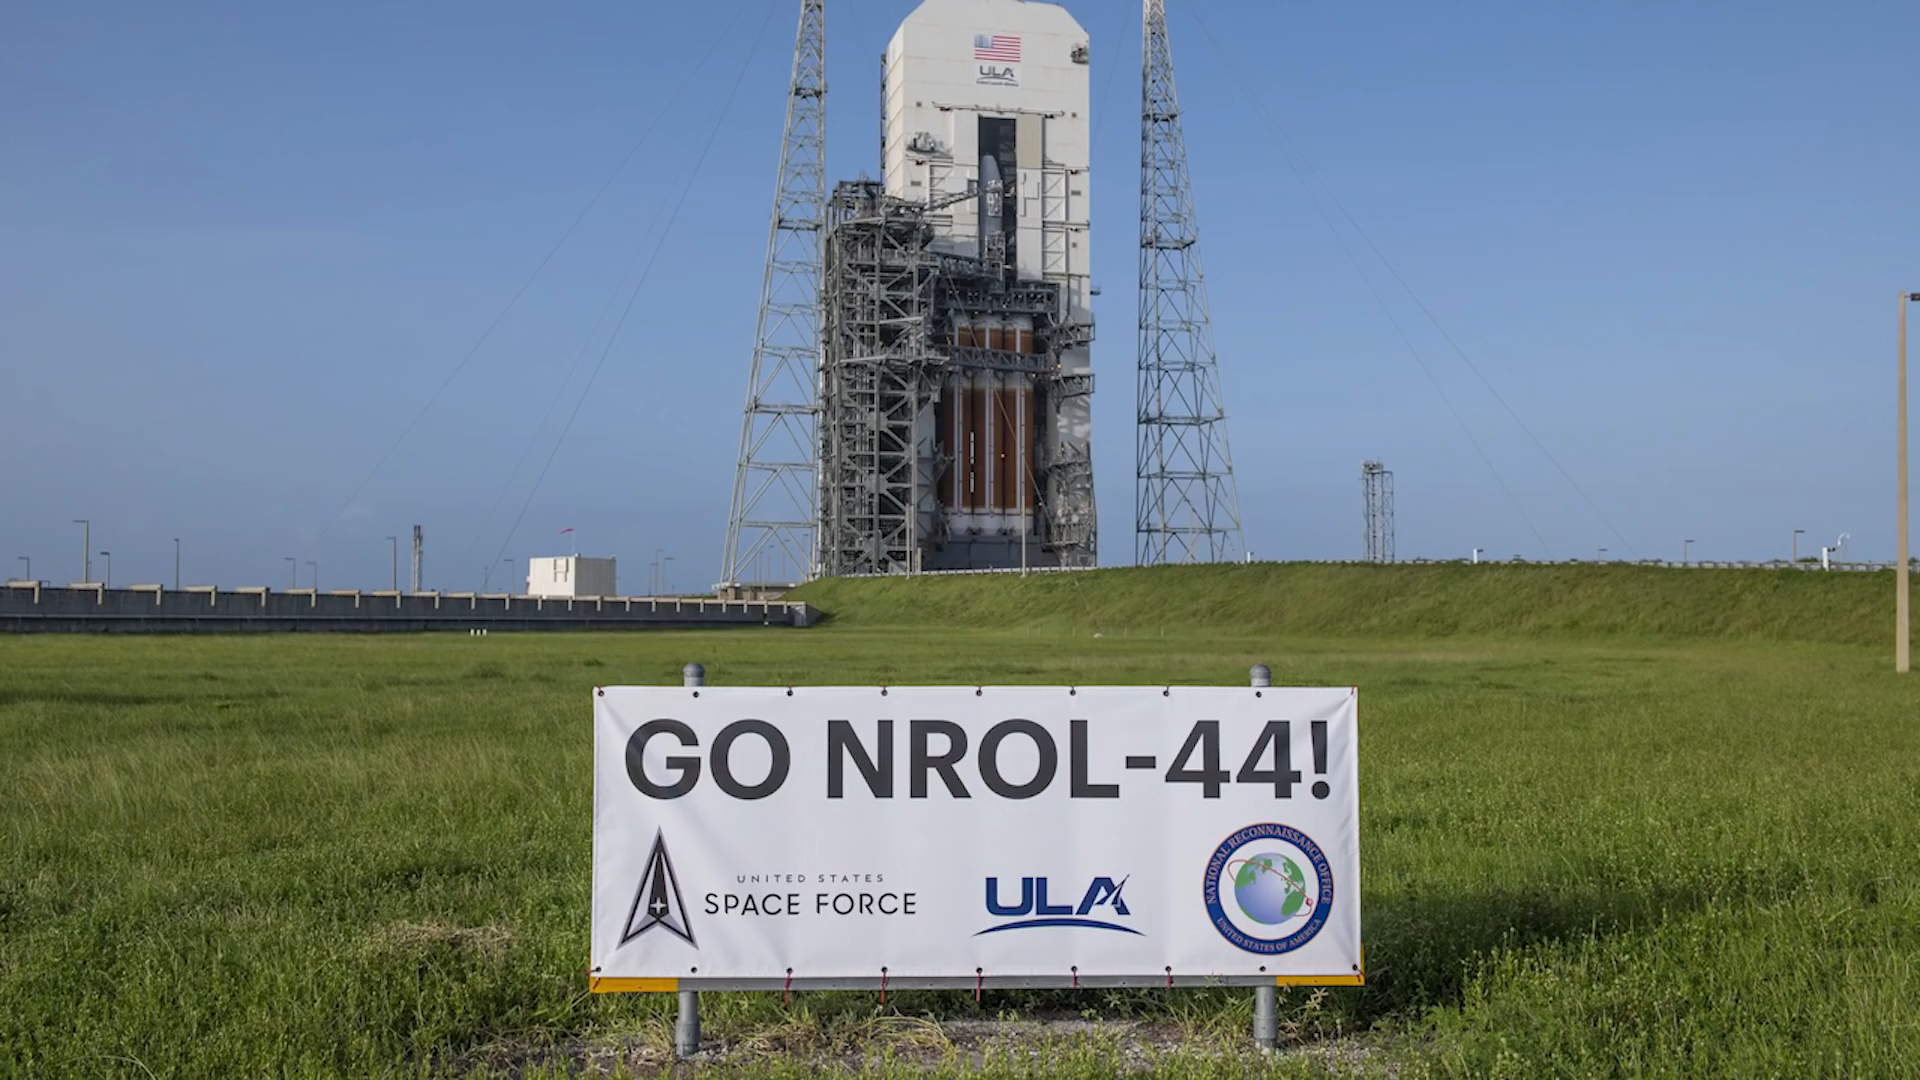 ULA
GO NROL-44!
UNITED STATES
SPACE FORCE
ULA
NATIONAL RECONNAISSANCE OFFICE
UNITED STATES OF AMERICA